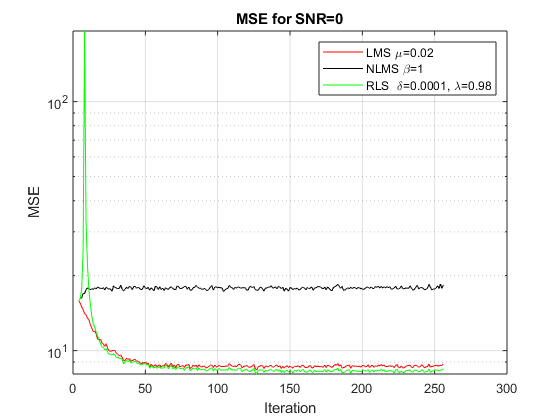 MSE for SNR=0
LMS μ=0.02
NLMS β=1
RLS δ=0.0001, λ=0.98
MSE
10²
10¹
0 50 100 150 200 250 300
Iteration